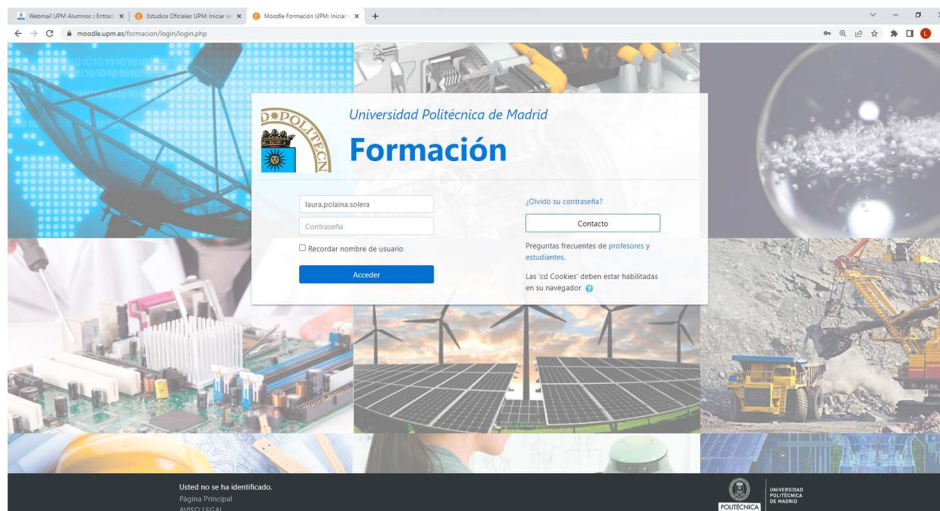 Webmail UPM Alumnos :: Entrad
Estudios Oficiales UPM: Iniciar se
Moodle Formación UPM: Iniciar
moodle.upm.es/formacion/login/login.php
L
Universidad Politécnica de Madrid
Formación
laura.polaina.solera
¿Olvidó su contraseña?
Contraseña
Contacto
Recordar nombre de usuario
Preguntas frecuentes de profesores y
estudiantes.
Acceder
Las 'cd Cookies' deben estar habilitadas
en su navegador
Usted no se ha identificado.
Página Principal
AVISO LEGAL
POLITÉCNICA
UNIVERSIDAD
POLITÉCNICA
DE MADRID